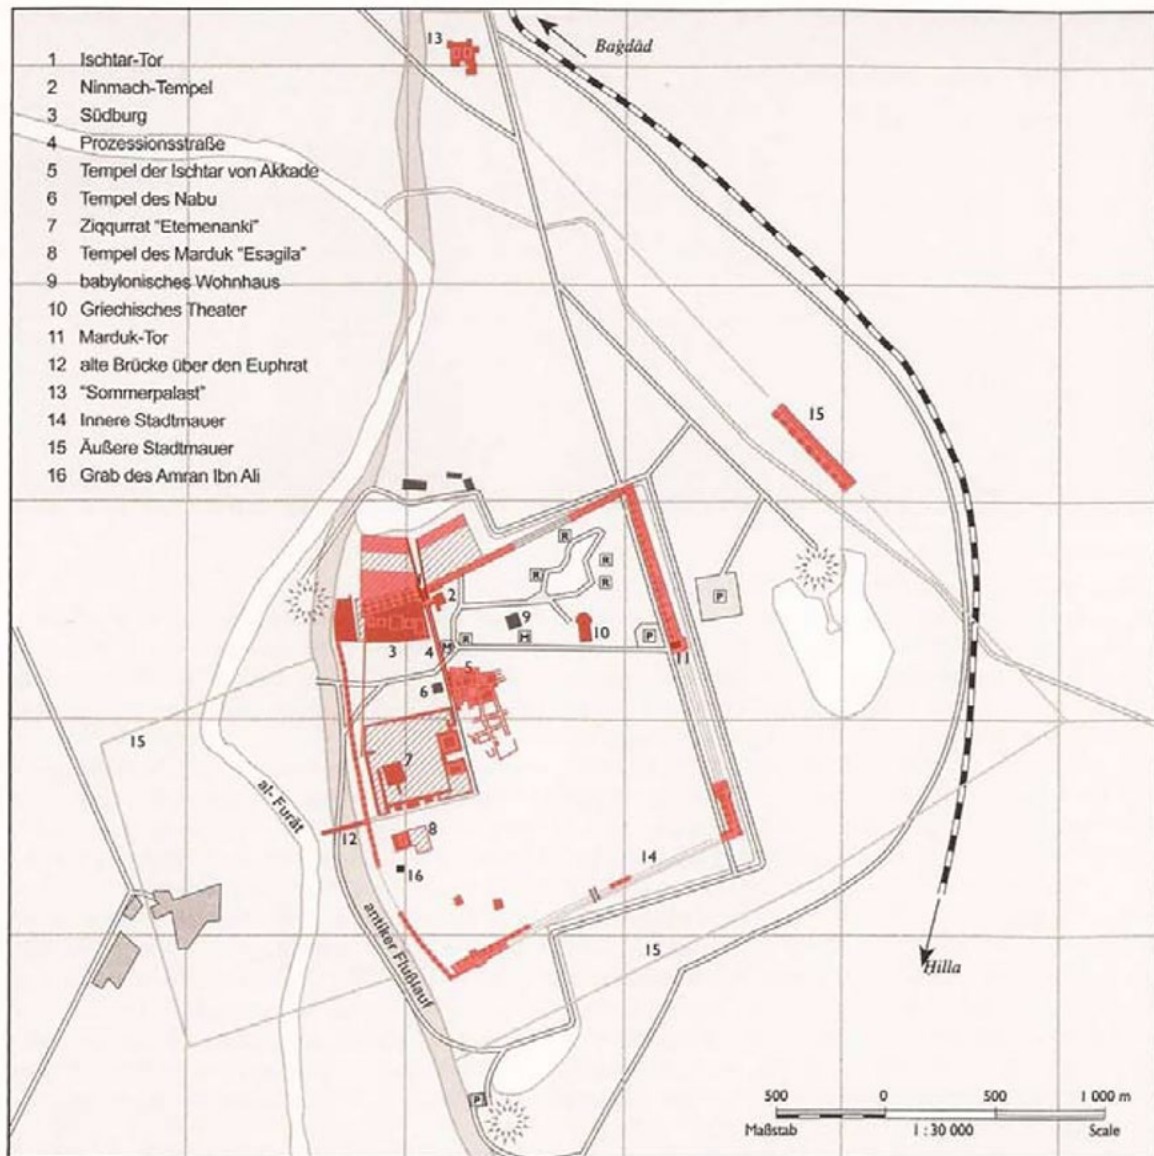 1 Ischtar-Tor
2 Ninmach-Tempel
3 Südburg
4 Prozessionsstraße
5 Tempel der Ischtar von Akkade
6 Tempel des Nabu
7 Ziqqurrat "Etemenanki"
8 Tempel des Marduk "Esagila"
9 babylonisches Wohnhaus
10 Griechisches Theater
11 Marduk-Tor
12 alte Brücke über den Euphrat
13 "Sommerpalast"
14 Innere Stadtmauer
15 Äußere Stadtmauer
16 Grab des Amran Ibn Ali
13
Baġdād
15
R
R
R
R
P
2
9
10
P
3
4
M
R
M
11
5
6
15
7
al-Furāt
12
8
14
16
antiker Flußlauf
15
Ḥilla
P
500 0 500 1 000 m
Maßstab 1 : 30 000 Scale